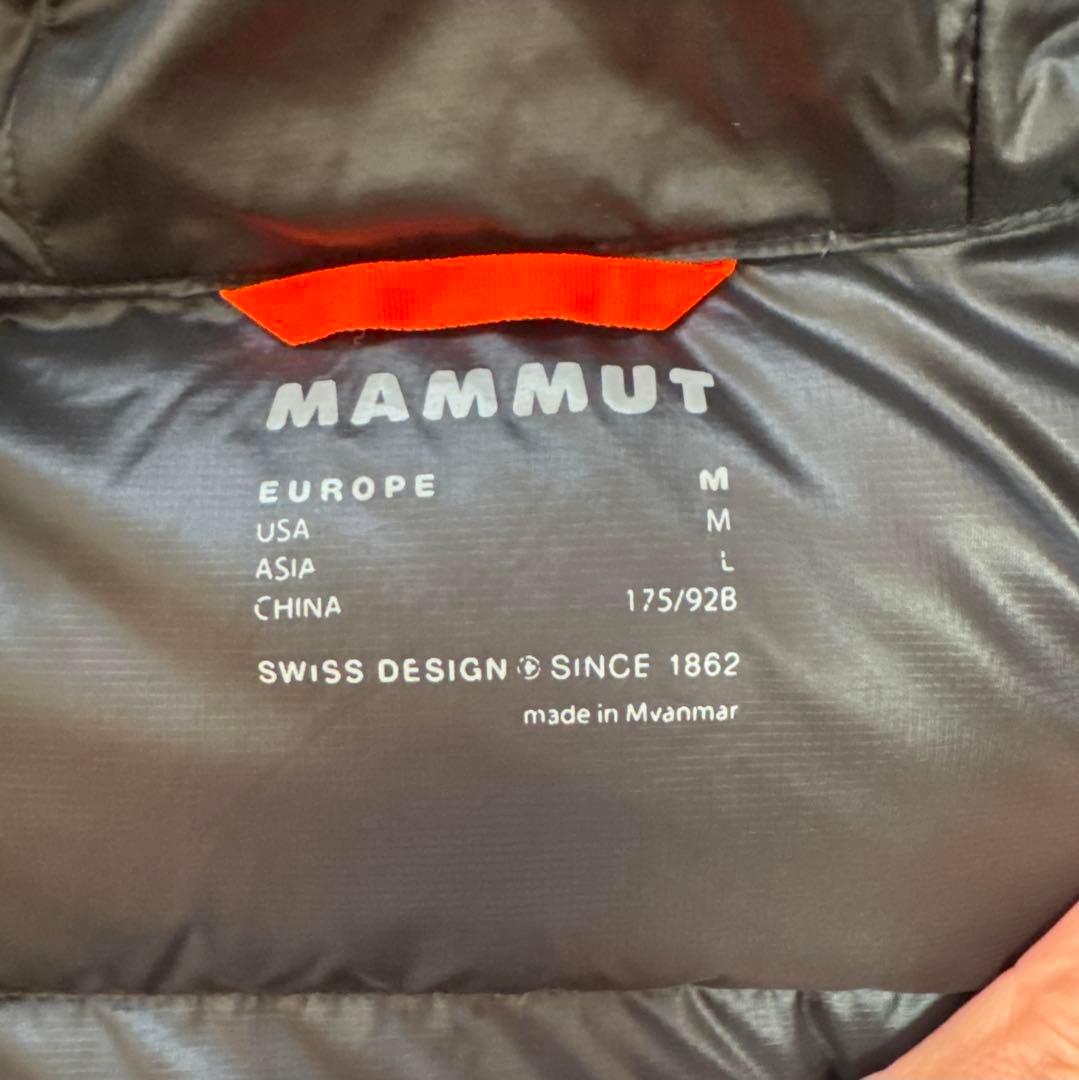 MAMMUT
EUROPE M
USA M
ASIA L
CHINA 175/92B
SWISS DESIGN SINCE 1862
made in Myanmar